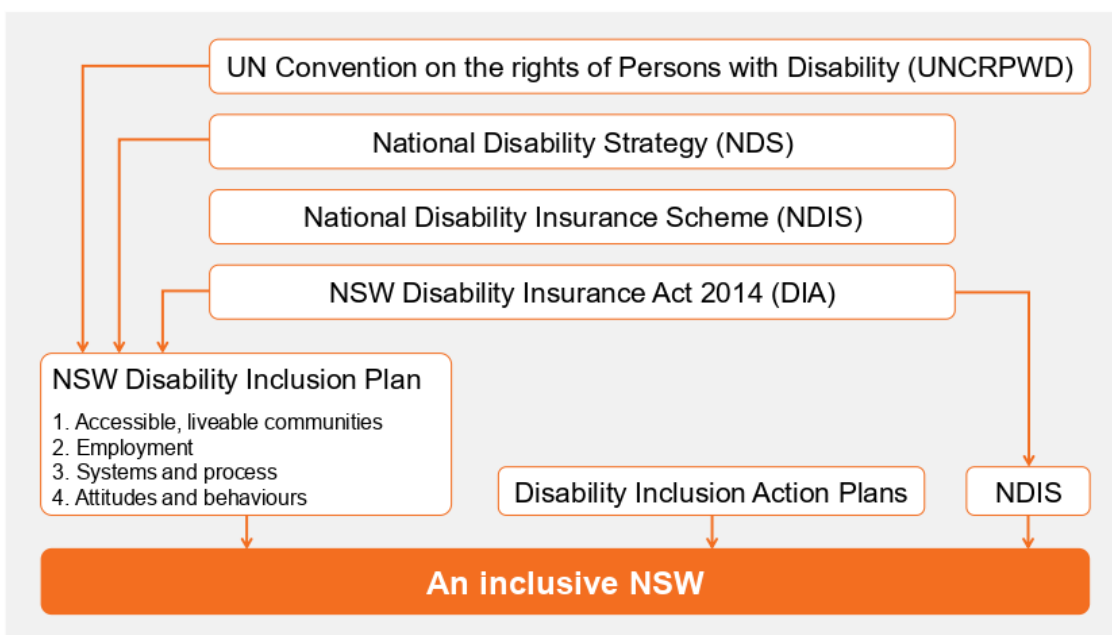 UN Convention on the rights of Persons with Disability (UNCRPWD)
National Disability Strategy (NDS)
National Disability Insurance Scheme (NDIS)
NSW Disability Insurance Act 2014 (DIA)
NSW Disability Inclusion Plan
1. Accessible, liveable communities
2. Employment
3. Systems and process
4. Attitudes and behaviours
Disability Inclusion Action Plans
NDIS
An inclusive NSW